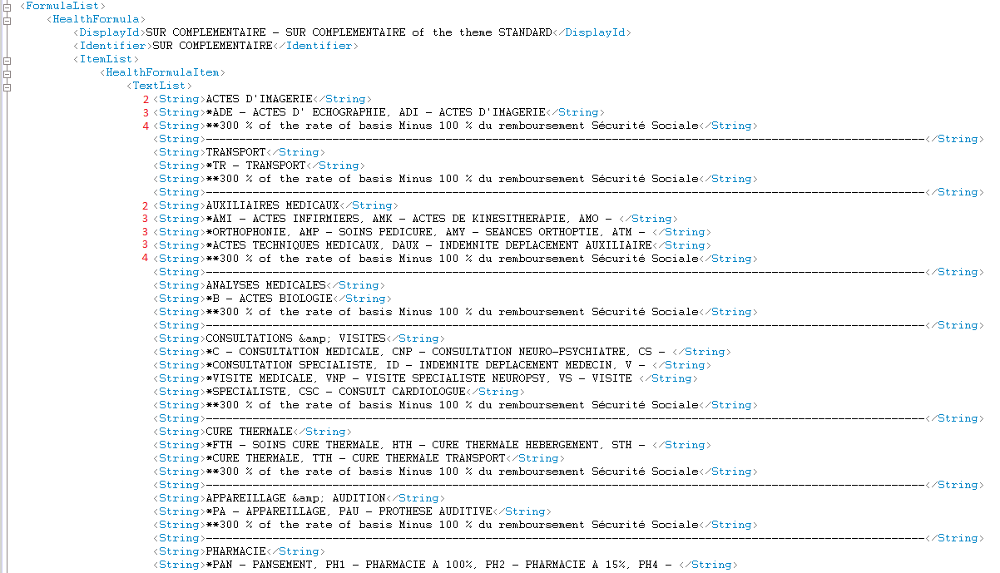 <FormulaList>
<HealthFormula>
<DisplayId>SUR COMPLEMENTAIRE - SUR COMPLEMENTAIRE of the theme STANDARD</DisplayId>
<Identifier>SUR COMPLEMENTAIRE</Identifier>
<ItemList>
<HealthFormulaItem>
<TextList>
2 <String>ACTES D'IMAGERIE</String>
3 <String>*ADE - ACTES D' ECHOGRAPHIE, ADI - ACTES D'IMAGERIE</String>
4 <String>**300 % of the rate of basis Minus 100 % du remboursement Sécurité Sociale</String>
<String>------------------------------------------------------------------------------------------------------------</String>
<String>TRANSPORT</String>
<String>*TR - TRANSPORT</String>
<String>**300 % of the rate of basis Minus 100 % du remboursement Sécurité Sociale</String>
<String>------------------------------------------------------------------------------------------------------------</String>
2 <String>AUXILIAIRES MEDICAUX</String>
3 <String>*AMI - ACTES INFIRMIERS, AMK - ACTES DE KINESITHERAPIE, AMO - </String>
3 <String>*ORTHOPHONIE, AMP - SOINS PEDICURE, AMY - SEANCES ORTHOPTIE, ATM - </String>
3 <String>*ACTES TECHNIQUES MEDICAUX, DAUX - INDEMNITE DEPLACEMENT AUXILIAIRE</String>
4 <String>**300 % of the rate of basis Minus 100 % du remboursement Sécurité Sociale</String>
<String>------------------------------------------------------------------------------------------------------------</String>
<String>ANALYSES MEDICALES</String>
<String>*B - ACTES BIOLOGIE</String>
<String>**300 % of the rate of basis Minus 100 % du remboursement Sécurité Sociale</String>
<String>------------------------------------------------------------------------------------------------------------</String>
<String>CONSULTATIONS &amp; VISITES</String>
<String>*C - CONSULTATION MEDICALE, CNP - CONSULTATION NEURO-PSYCHIATRE, CS - </String>
<String>*CONSULTATION SPECIALISTE, ID - INDEMNITE DEPLACEMENT MEDECIN, V - </String>
<String>*VISITE MEDICALE, VNP - VISITE SPECIALISTE NEUROPSY, VS - VISITE </String>
<String>*SPECIALISTE, CSC - CONSULT CARDIOLOGUE</String>
<String>**300 % of the rate of basis Minus 100 % du remboursement Sécurité Sociale</String>
<String>------------------------------------------------------------------------------------------------------------</String>
<String>CURE THERMALE</String>
<String>*FTH - SOINS CURE THERMALE, HTH - CURE THERMALE HEBERGEMENT, STH - </String>
<String>*CURE THERMALE, TTH - CURE THERMALE TRANSPORT</String>
<String>**300 % of the rate of basis Minus 100 % du remboursement Sécurité Sociale</String>
<String>------------------------------------------------------------------------------------------------------------</String>
<String>APPAREILLAGE &amp; AUDITION</String>
<String>*PA - APPAREILLAGE, PAU - PROTHESE AUDITIVE</String>
<String>**300 % of the rate of basis Minus 100 % du remboursement Sécurité Sociale</String>
<String>------------------------------------------------------------------------------------------------------------</String>
<String>PHARMACIE</String>
<String>*PAN - PANSEMENT, PH1 - PHARMACIE A 100%, PH2 - PHARMACIE A 15%, PH4 - </String>